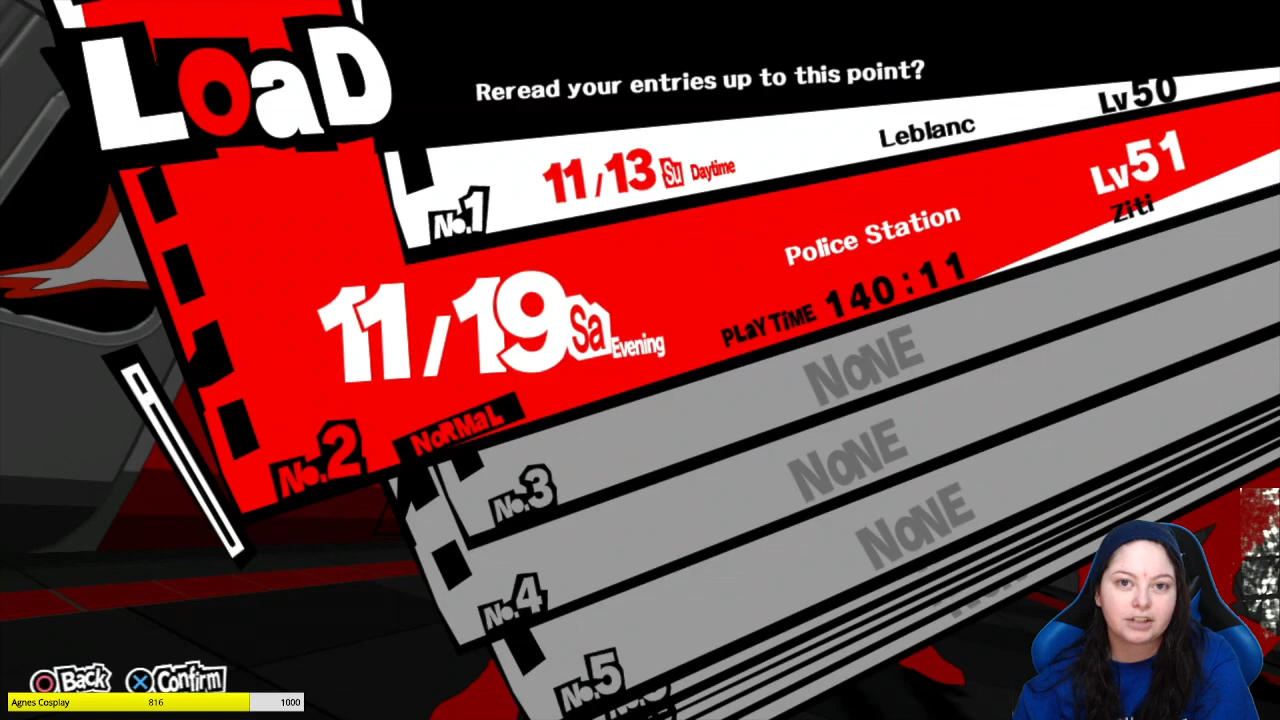 LOaD
Reread your entries up to this point?
No.1 11/13 Su Daytime Leblanc Lv50
No.2 11/19 Sa Evening Police Station Lv51
PLaY TiME 140:11 Ziti
NoRMaL
No.3 NoNE
No.4 NoNE
No.5 NoNE
Back Confirm
Agnes Cosplay 816 1000